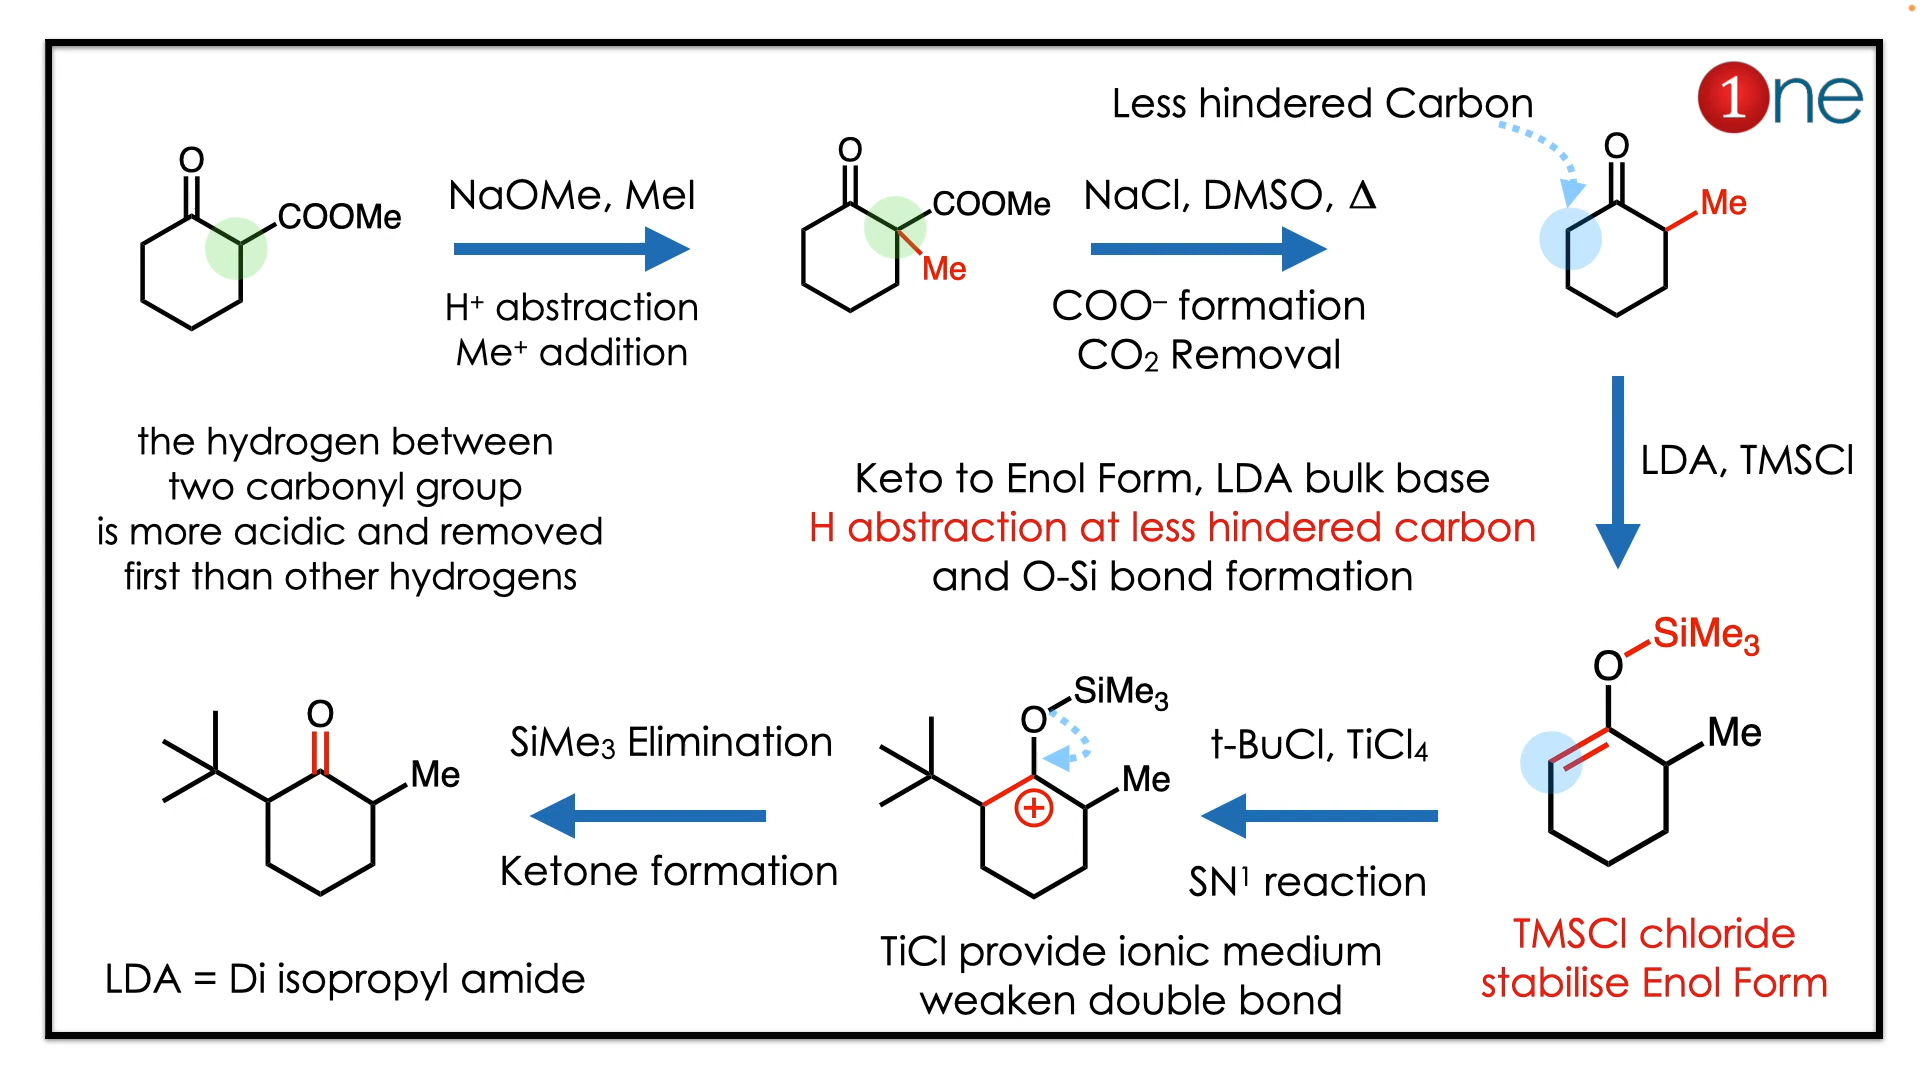 Less hindered Carbon
1ne
O
COOMe
NaOMe, MeI
H⁺ abstraction
Me⁺ addition
O
COOMe
Me
NaCl, DMSO, Δ
COO⁻ formation
CO₂ Removal
O
Me
the hydrogen between
two carbonyl group
is more acidic and removed
first than other hydrogens
Keto to Enol Form, LDA bulk base
H abstraction at less hindered carbon
and O-Si bond formation
LDA, TMSCl
O
SiMe₃
Me
t-BuCl, TiCl₄
SN¹ reaction
O
SiMe₃
Me
+
SiMe₃ Elimination
Ketone formation
O
Me
TiCl provide ionic medium
weaken double bond
TMSCl chloride
stabilise Enol Form
LDA = Di isopropyl amide